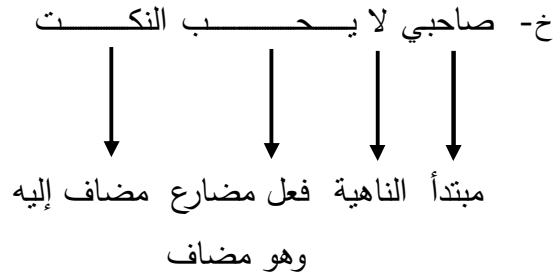 خ- صاحبي لا يحب النكت
مبتدأ الناهية فعل مضارع مضاف إليه
وهو مضاف